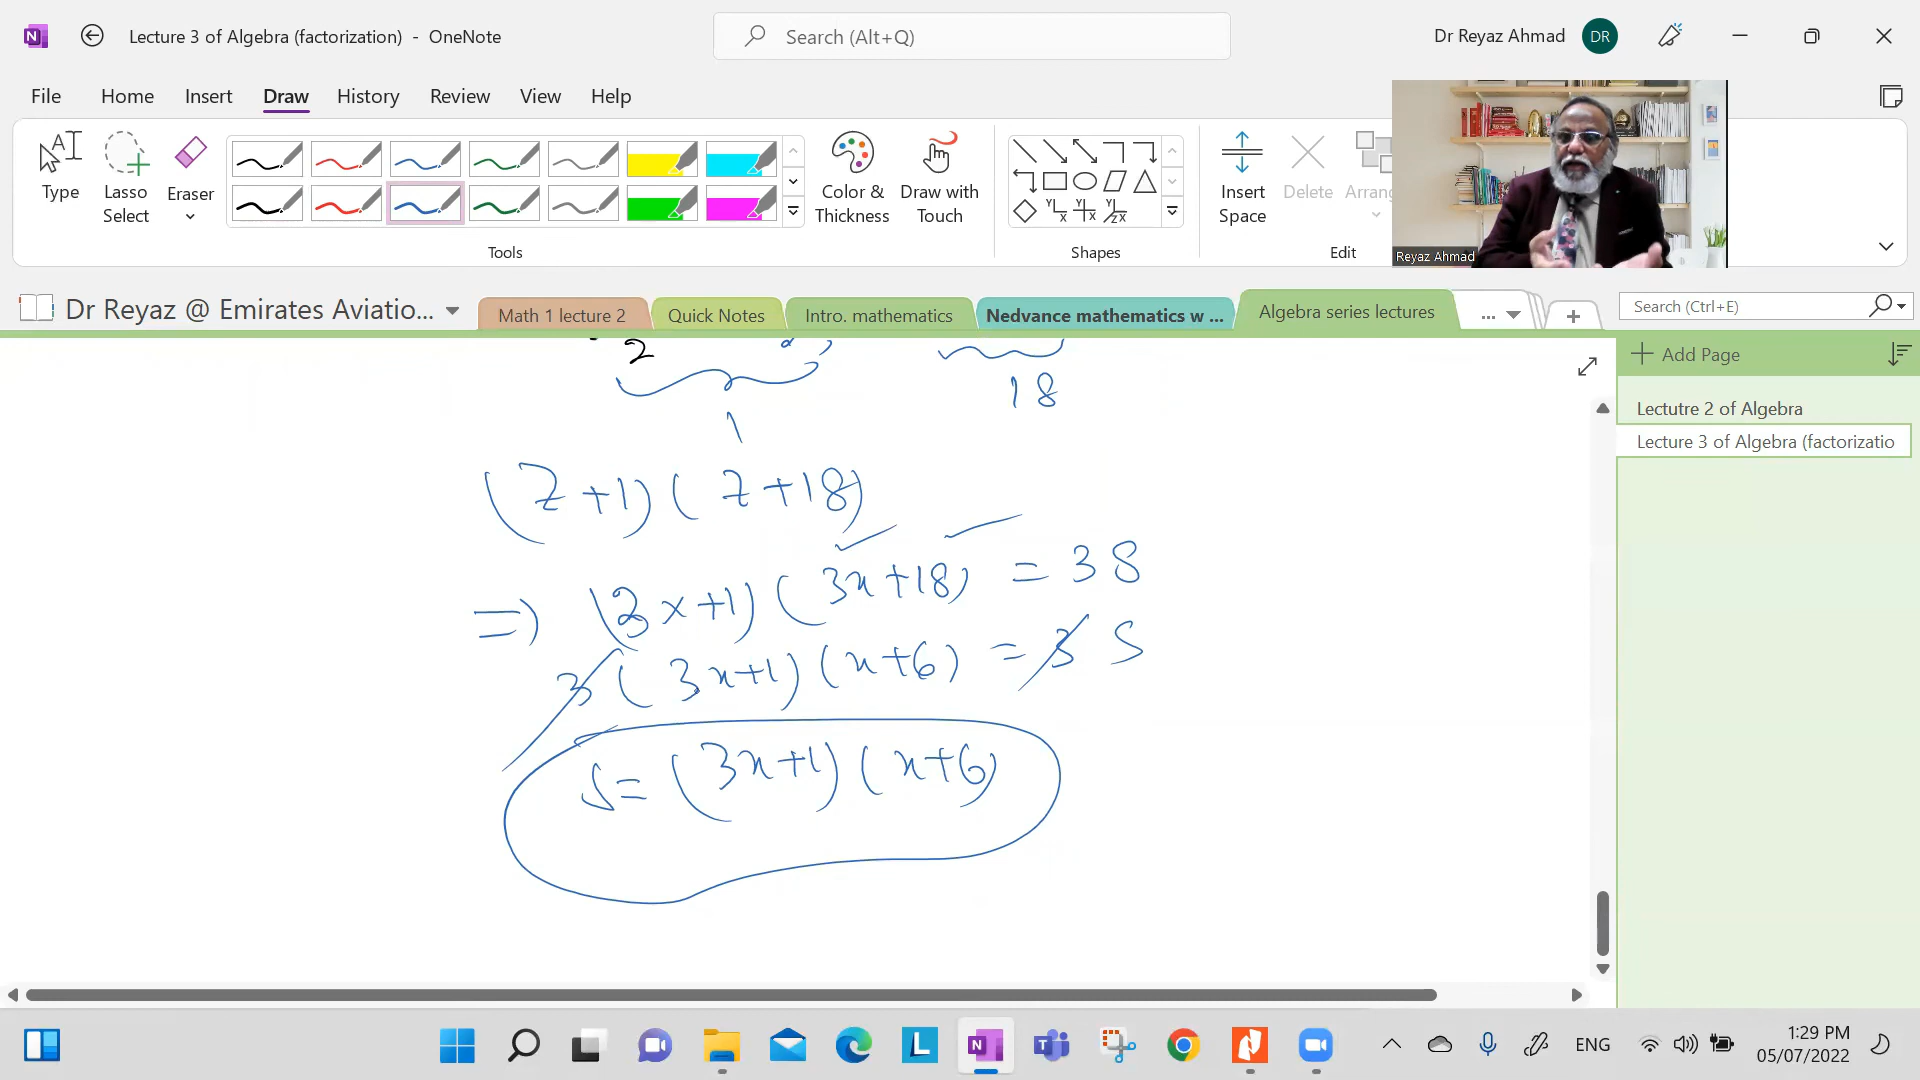 Lecture 3 of Algebra (factorization) - OneNote
Search (Alt+Q)
Dr Reyaz Ahmad
DR
File Home Insert Draw History Review View Help
Type
Lasso Select
Eraser
Color & Thickness
Draw with Touch
Insert Space
Delete
Arrang
Tools
Shapes
Edit
Reyaz Ahmad
Dr Reyaz @ Emirates Aviatio...
Math 1 lecture 2
Quick Notes
Intro. mathematics
Nedvance mathematics w ...
Algebra series lectures
...
Search (Ctrl+E)
Add Page
Lectutre 2 of Algebra
Lecture 3 of Algebra (factorizatio
2
18
1
(z+1)(z+18)
=> (3x+1)(3x+18) = 3S
3(3x+1)(x+6) = 3S
S = (3x+1)(x+6)
ENG
1:29 PM
05/07/2022